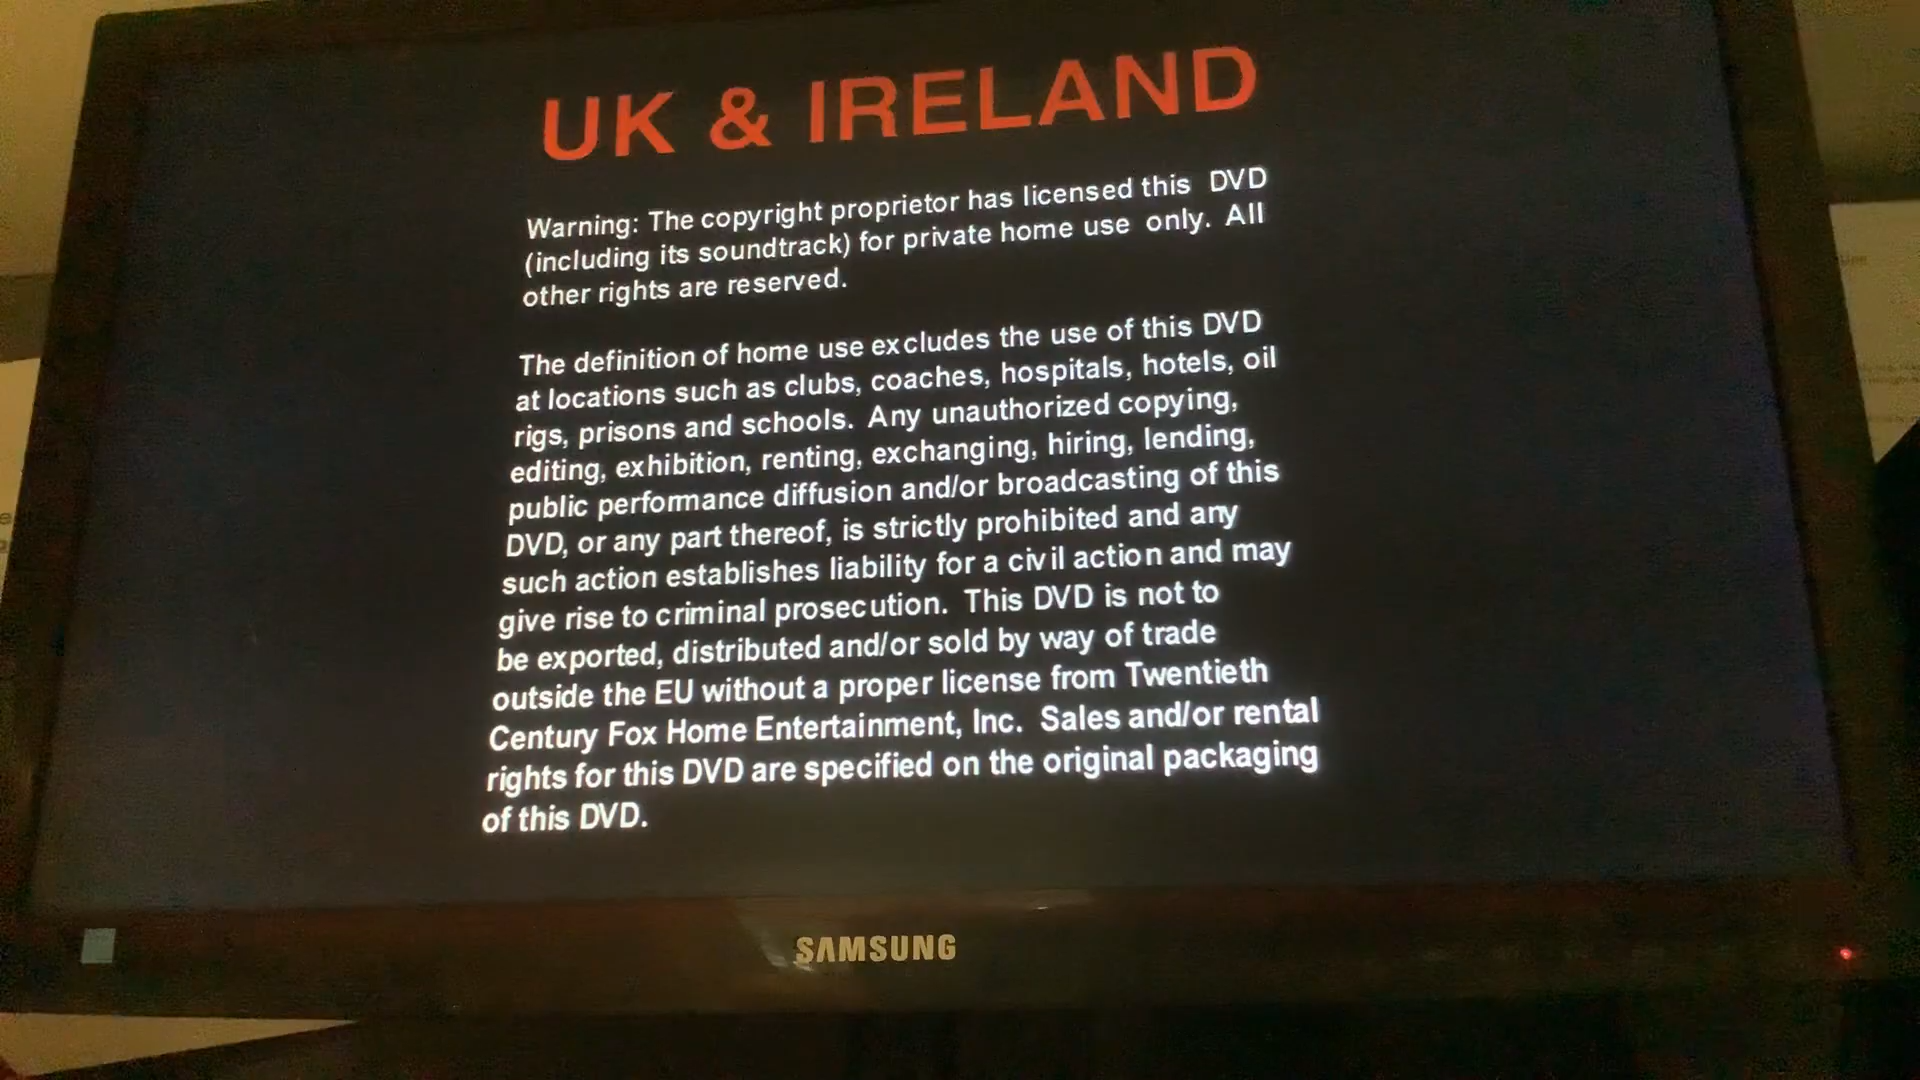 UK & IRELAND
Warning: The copyright proprietor has licensed this DVD
(including its soundtrack) for private home use only. All
other rights are reserved.
The definition of home use excludes the use of this DVD
at locations such as clubs, coaches, hospitals, hotels, oil
rigs, prisons and schools. Any unauthorized copying,
editing, exhibition, renting, exchanging, hiring, lending,
public performance diffusion and/or broadcasting of this
DVD, or any part thereof, is strictly prohibited and any
such action establishes liability for a civil action and may
give rise to criminal prosecution. This DVD is not to
be exported, distributed and/or sold by way of trade
outside the EU without a proper license from Twentieth
Century Fox Home Entertainment, Inc. Sales and/or rental
rights for this DVD are specified on the original packaging
of this DVD.
SAMSUNG